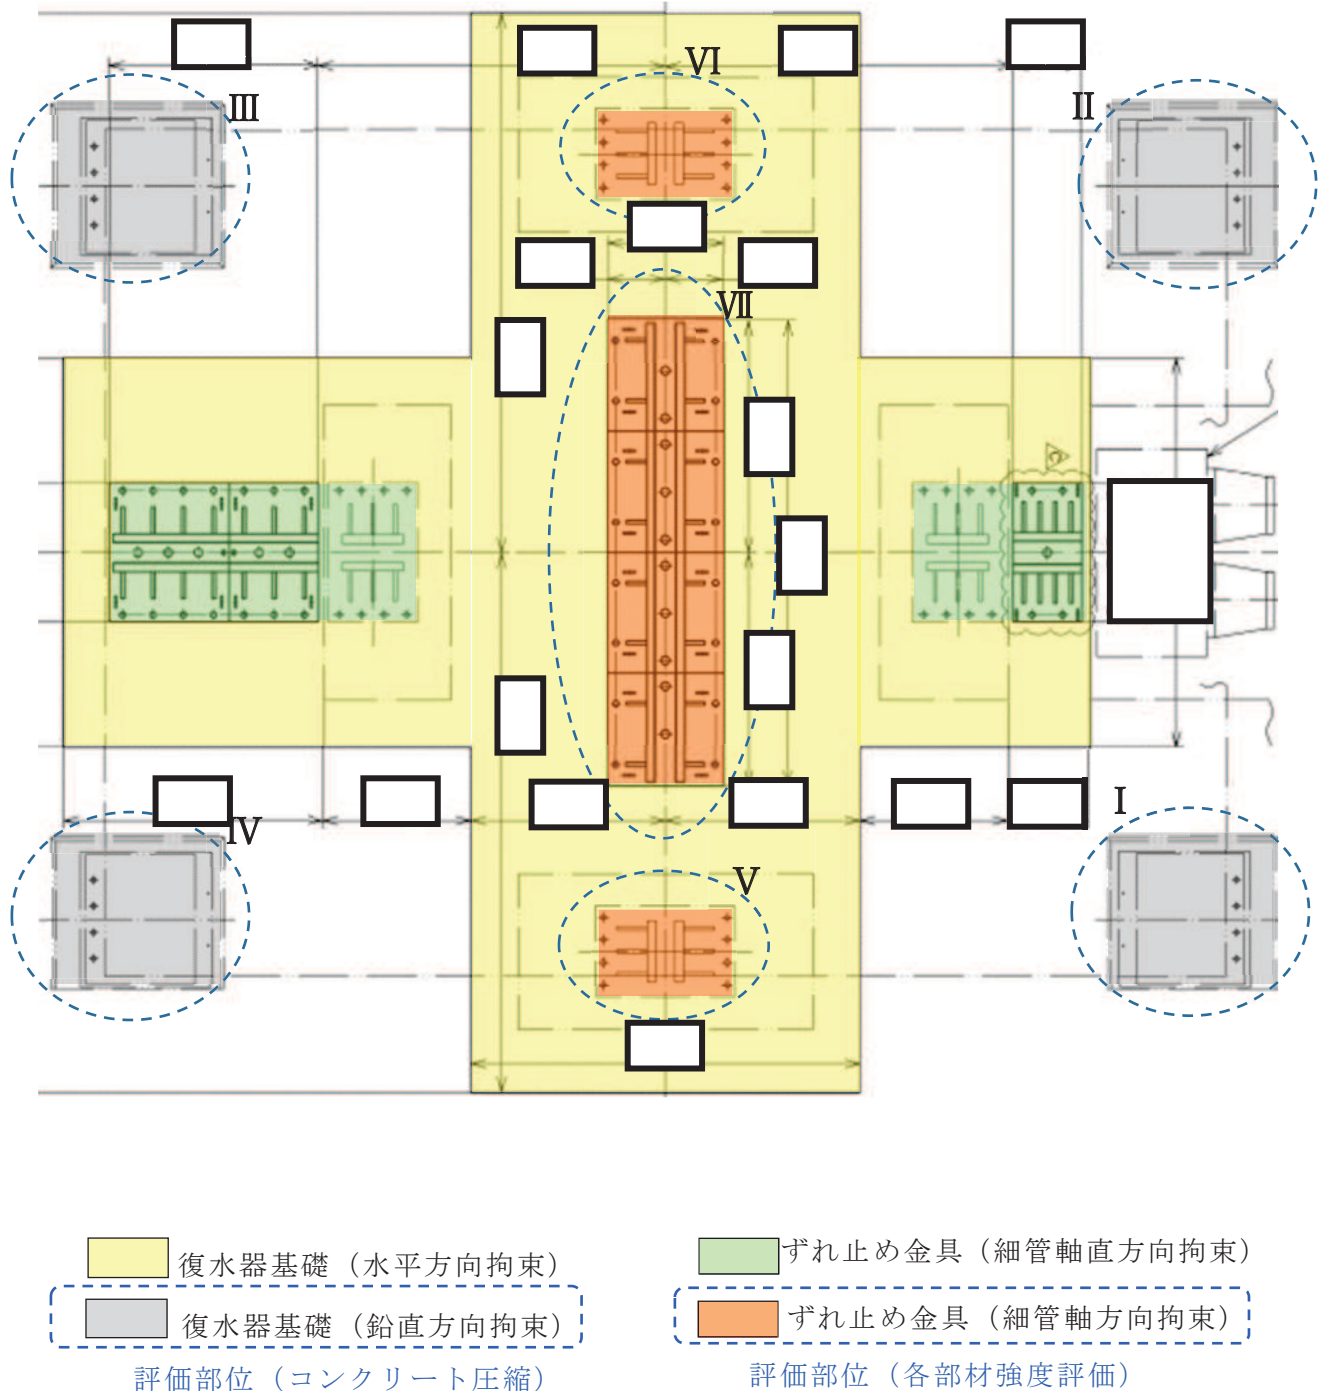 VI
III
II
VII
IV
I
V
復水器基礎（水平方向拘束）
ずれ止め金具（細管軸直方向拘束）
復水器基礎（鉛直方向拘束）
ずれ止め金具（細管軸方向拘束）
評価部位（コンクリート圧縮）
評価部位（各部材強度評価）